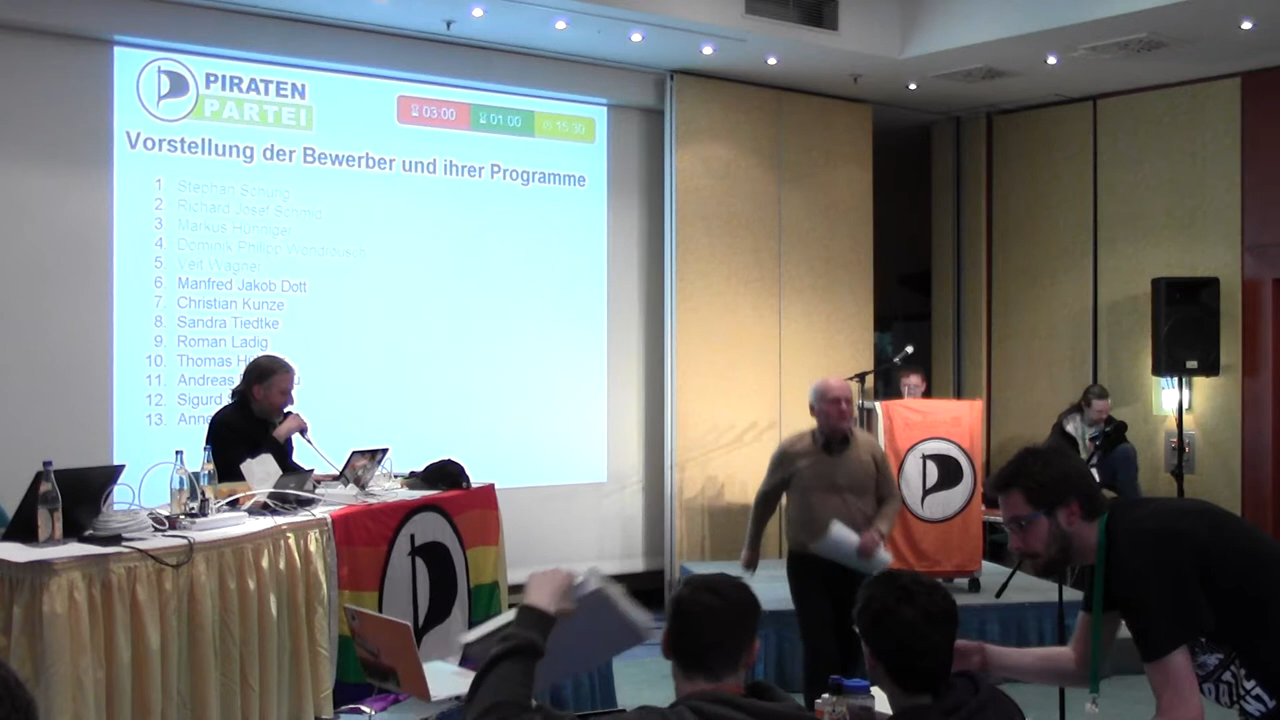 PIRATEN
PARTEI
03:00 01:00 15:30
Vorstellung der Bewerber und ihrer Programme
1. Stephan Schurig
2. Richard Josef Schmid
3. Markus Hünniger
4. Dominik Philipp Wondrousch
5. Veit Wagner
6. Manfred Jakob Dott
7. Christian Kunze
8. Sandra Tiedtke
9. Roman Ladig
10. Thomas
11. Andreas
12. Sigurd
13. Anne